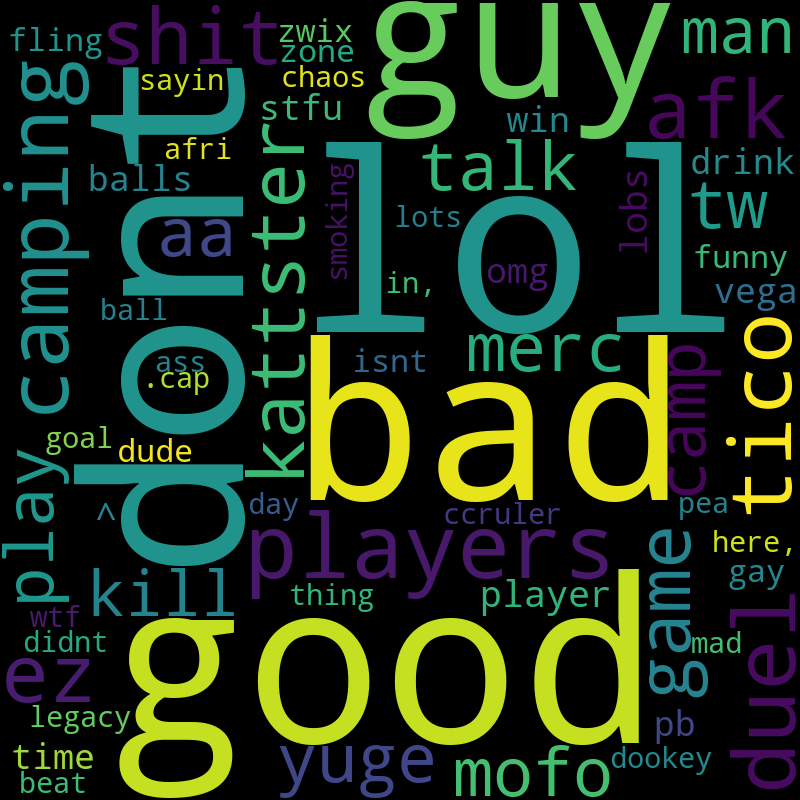 guy
shit
zwix
man
fling
zone
sayin
chaos
stfu
afk
win
dont
camping
kattster
afri
talk
drink
balls
lol
smoking
lobs
tw
aa
lots
funny
omg
in,
vega
ball
merc
isnt
ass
.cap
bad
camp
tico
goal
dude
play
^
day
ccruler
pea
players
here,
game
gay
kill
thing
player
wtf
good
didnt
mad
ez
duel
legacy
pb
time
yuge
mofo
dookey
beat